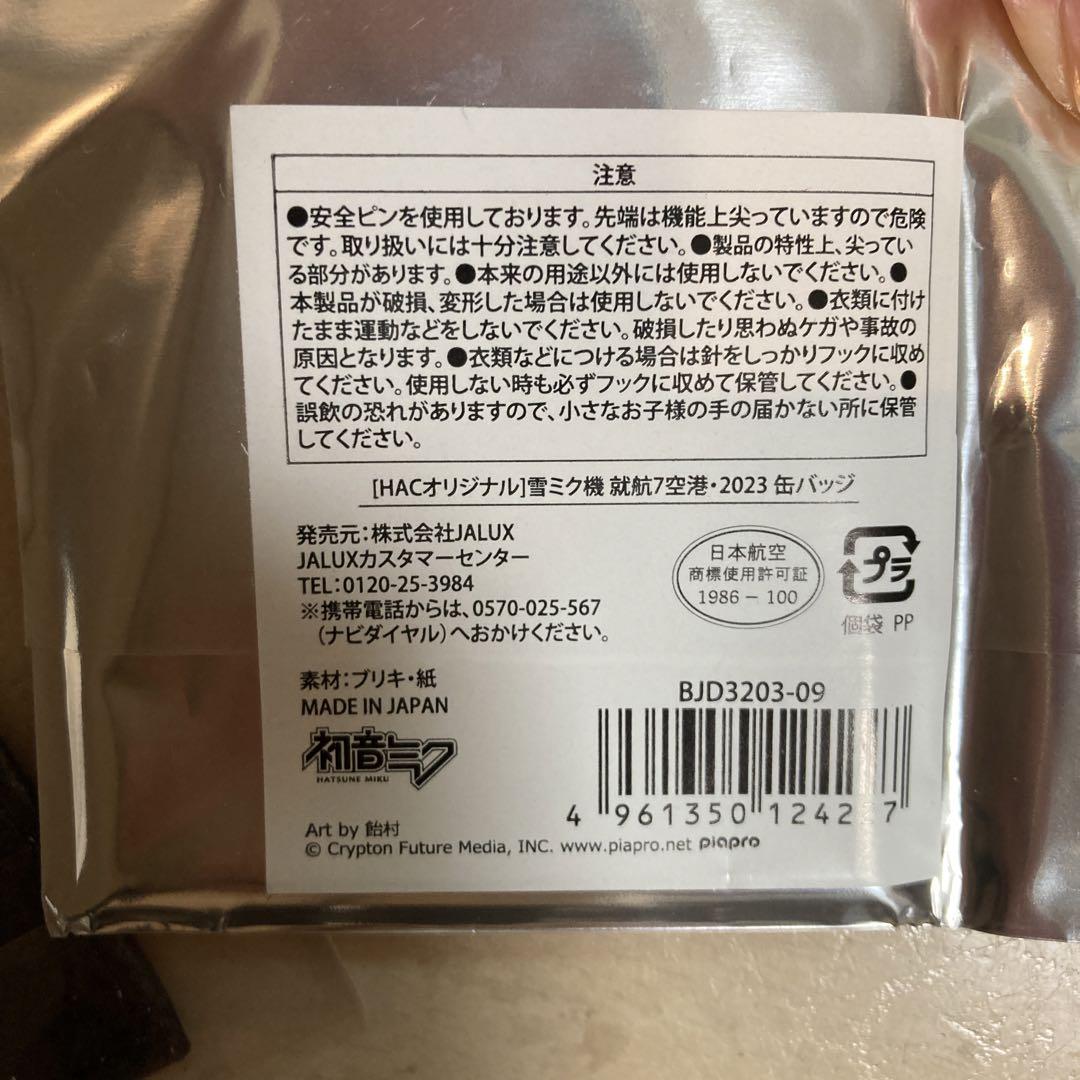 注意
●安全ピンを使用しております。先端は機能上尖っていますので危険
です。取り扱いには十分注意してください。●製品の特性上、尖ってい
る部分があります。●本来の用途以外には使用しないでください。●
本製品が破損、変形した場合は使用しないでください。●衣類に付け
たまま運動などをしないでください。破損したり思わぬケガや事故の
原因となります。●衣類などにつける場合は針をしっかりフックに収め
てください。使用しない時も必ずフックに収めて保管してください。●
誤飲の恐れがありますので、小さなお子様の手の届かない所に保管
してください。
[HACオリジナル]雪ミク機 就航7空港・2023 缶バッジ
発売元：株式会社JALUX
JALUXカスタマーセンター
TEL：0120-25-3984
※携帯電話からは、0570-025-567
（ナビダイヤル）へおかけください。
日本航空
商標使用許可証
1986 − 100
プラ
個袋 PP
素材：ブリキ・紙
MADE IN JAPAN
初音ミク
HATSUNE MIKU
BJD3203-09
4 961350 124227
Art by 飴村
© Crypton Future Media, INC. www.piapro.net piapro